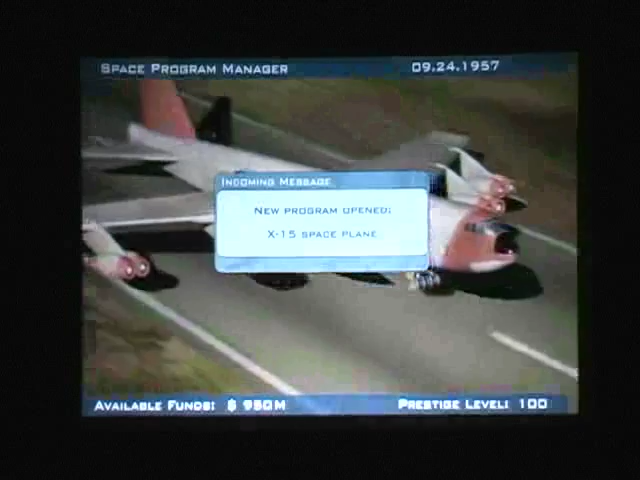 SPACE PROGRAM MANAGER 09.24.1957
INCOMING MESSAGE
NEW PROGRAM OPENED:
X-15 SPACE PLANE
AVAILABLE FUNDS: $ 950M PRESTIGE LEVEL: 100